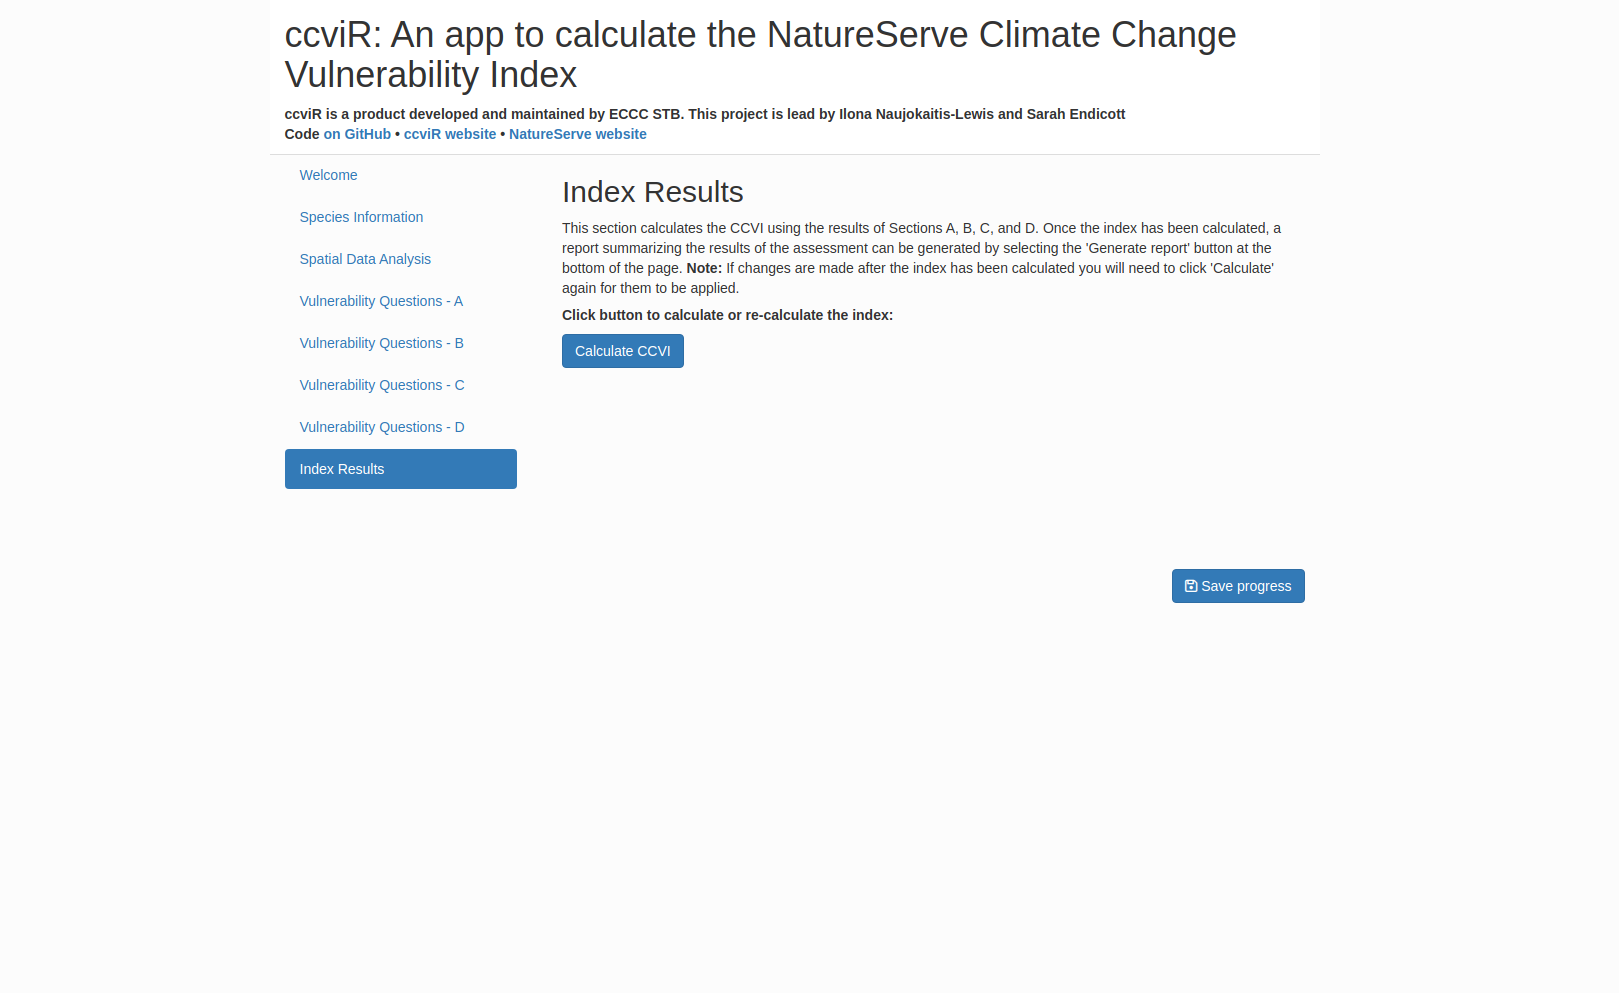 ccviR: An app to calculate the NatureServe Climate Change
Vulnerability Index
ccviR is a product developed and maintained by ECCC STB. This project is lead by Ilona Naujokaitis-Lewis and Sarah Endicott
Code on GitHub • ccviR website • NatureServe website
Welcome
Species Information
Spatial Data Analysis
Vulnerability Questions - A
Vulnerability Questions - B
Vulnerability Questions - C
Vulnerability Questions - D
Index Results
Index Results
This section calculates the CCVI using the results of Sections A, B, C, and D. Once the index has been calculated, a
report summarizing the results of the assessment can be generated by selecting the 'Generate report' button at the
bottom of the page. Note: If changes are made after the index has been calculated you will need to click 'Calculate'
again for them to be applied.
Click button to calculate or re-calculate the index:
Calculate CCVI
Save progress